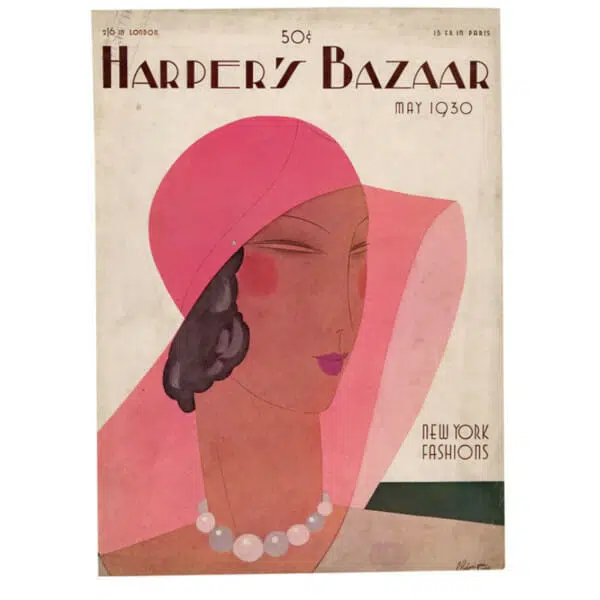 2/6 IN LONDON
50¢
15 FR IN PARIS
HARPER'S BAZAAR
MAY 1930
NEW YORK
FASHIONS